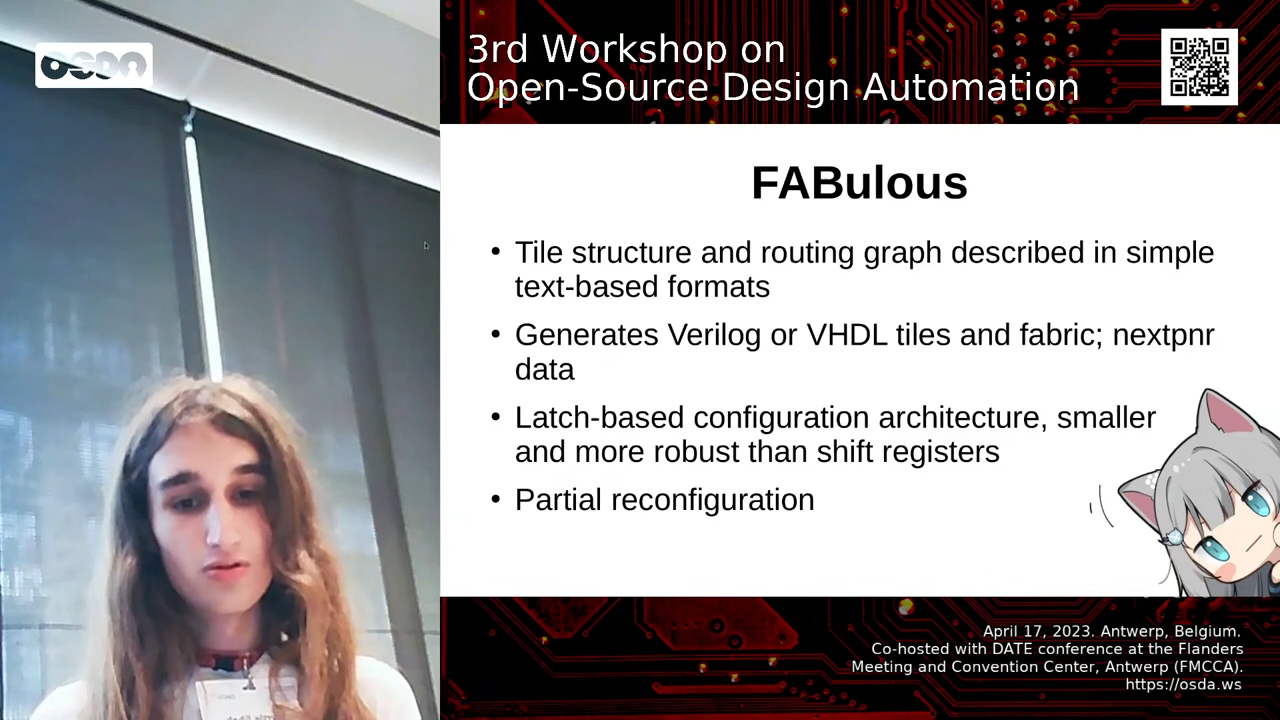 OSDA
3rd Workshop on
Open-Source Design Automation
FABulous
• Tile structure and routing graph described in simple
text-based formats
• Generates Verilog or VHDL tiles and fabric; nextpnr
data
• Latch-based configuration architecture, smaller
and more robust than shift registers
• Partial reconfiguration
April 17, 2023. Antwerp, Belgium.
Co-hosted with DATE conference at the Flanders
Meeting and Convention Center, Antwerp (FMCCA).
https://osda.ws